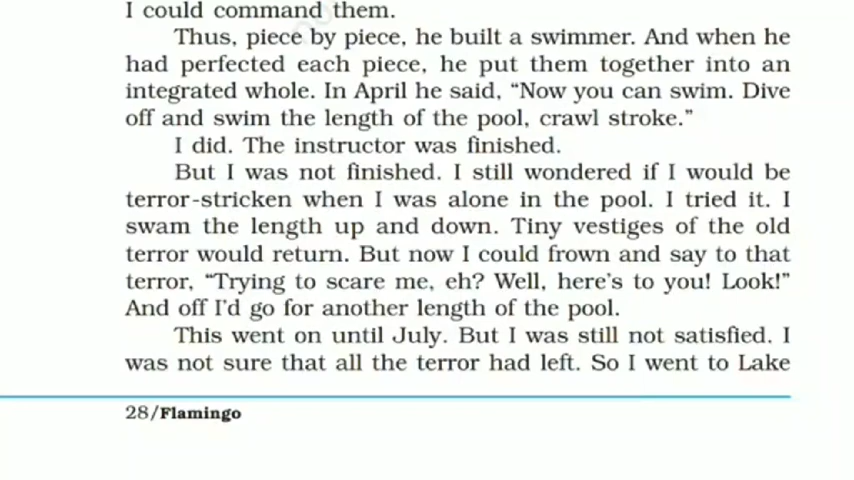 I could command them.
Thus, piece by piece, he built a swimmer. And when he
had perfected each piece, he put them together into an
integrated whole. In April he said, “Now you can swim. Dive
off and swim the length of the pool, crawl stroke.”
I did. The instructor was finished.
But I was not finished. I still wondered if I would be
terror-stricken when I was alone in the pool. I tried it. I
swam the length up and down. Tiny vestiges of the old
terror would return. But now I could frown and say to that
terror, “Trying to scare me, eh? Well, here’s to you! Look!”
And off I’d go for another length of the pool.
This went on until July. But I was still not satisfied. I
was not sure that all the terror had left. So I went to Lake
28/Flamingo